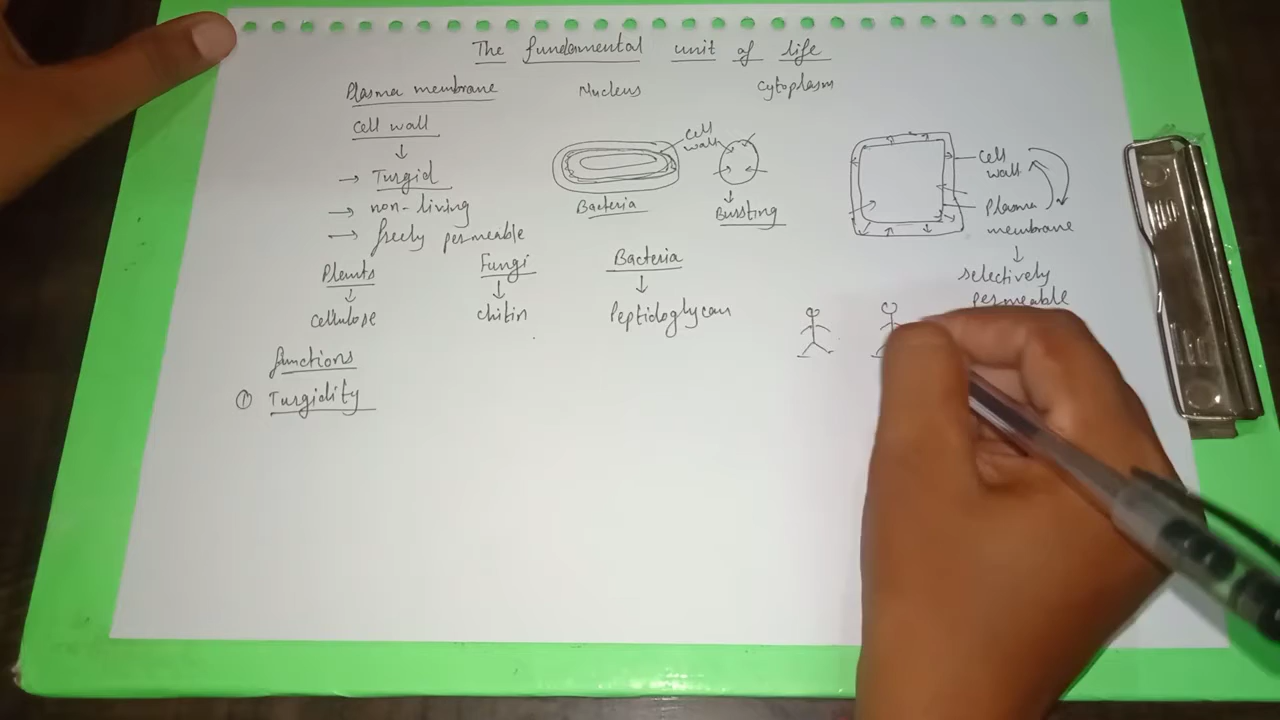 The fundamental unit of life
Plasma membrane Nucleus Cytoplasm
Cell wall
→ Turgid
→ non-living
→ freely permeable
Cell wall
Bacteria
Bursting
Cell wall
Plasma membrane
selectively permeable
Plants Fungi Bacteria
Cellulose Chitin Peptidoglycan
functions
① Turgidity